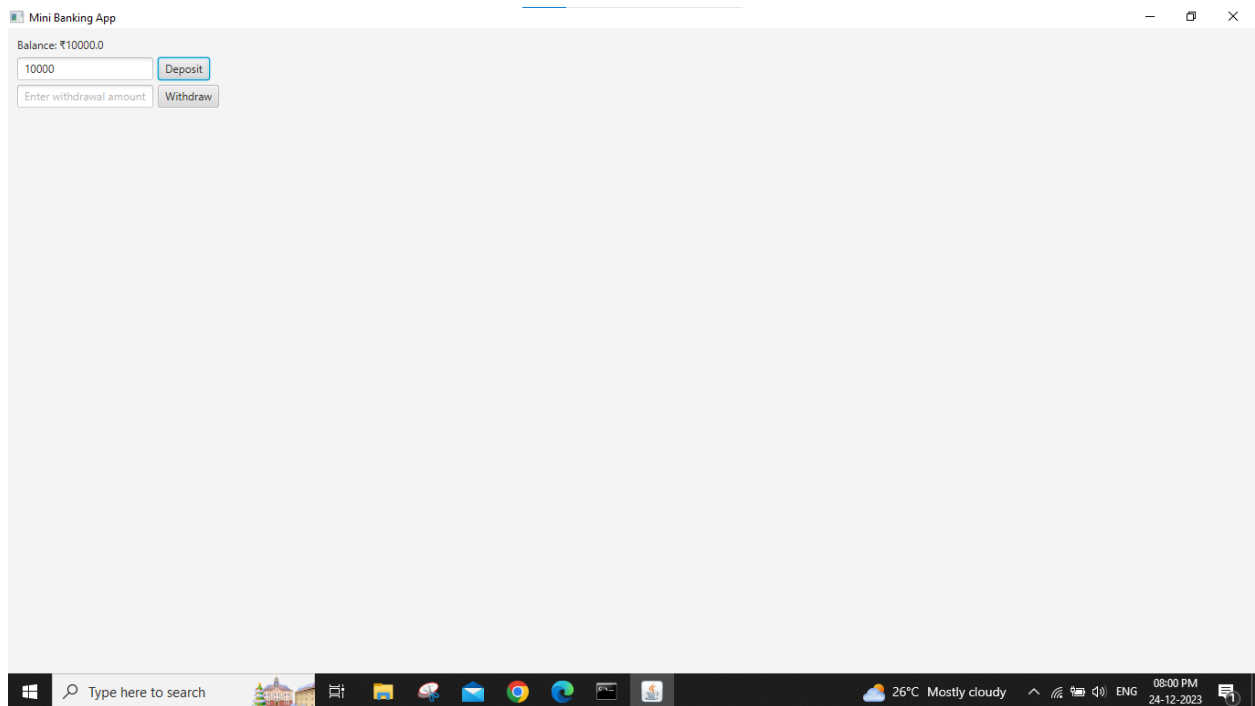 Mini Banking App
Balance: ₹10000.0
10000 Deposit
Enter withdrawal amount Withdraw
Type here to search 26°C Mostly cloudy ENG 08:00 PM
24-12-2023 1